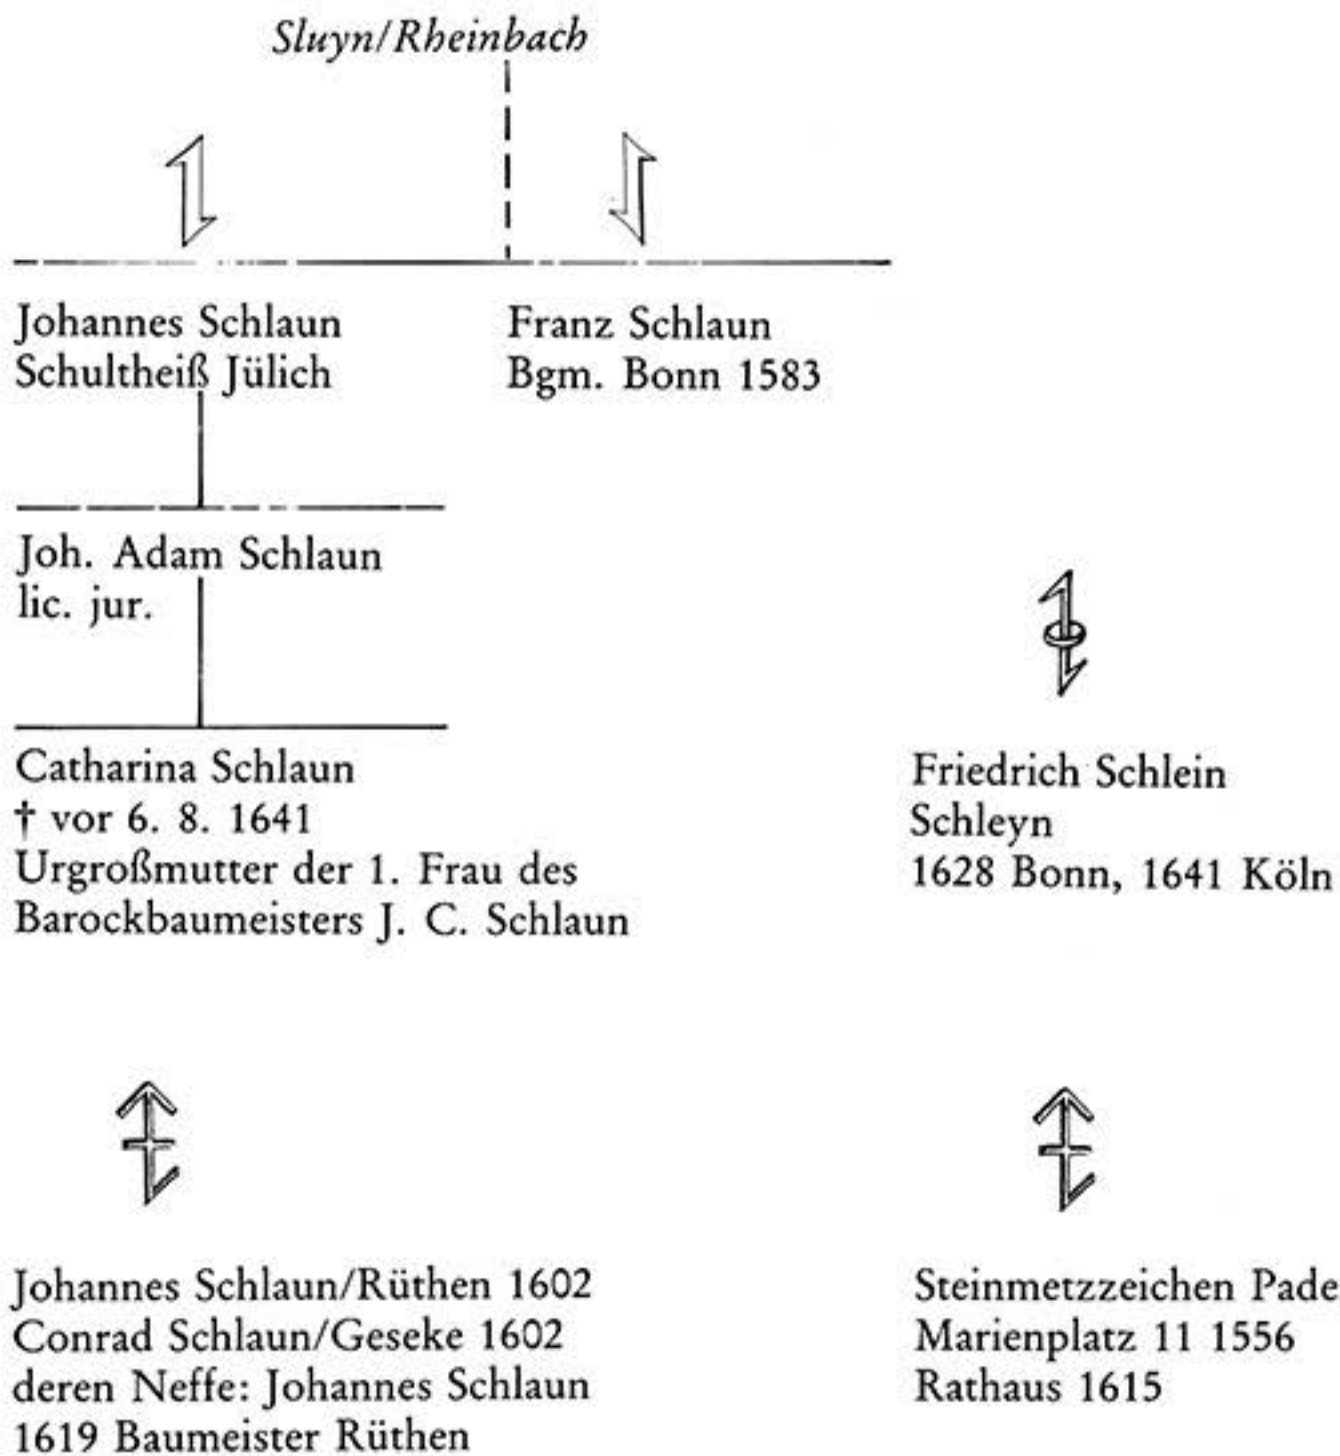 Sluyn/Rheinbach
Johannes Schlaun
Schultheiß Jülich
Franz Schlaun
Bgm. Bonn 1583
Joh. Adam Schlaun
lic. jur.
Catharina Schlaun
† vor 6. 8. 1641
Urgroßmutter der 1. Frau des
Barockbaumeisters J. C. Schlaun
Friedrich Schlein
Schleyn
1628 Bonn, 1641 Köln
Johannes Schlaun/Rüthen 1602
Conrad Schlaun/Geseke 1602
deren Neffe: Johannes Schlaun
1619 Baumeister Rüthen
Steinmetzzeichen Pade
Marienplatz 11 1556
Rathaus 1615